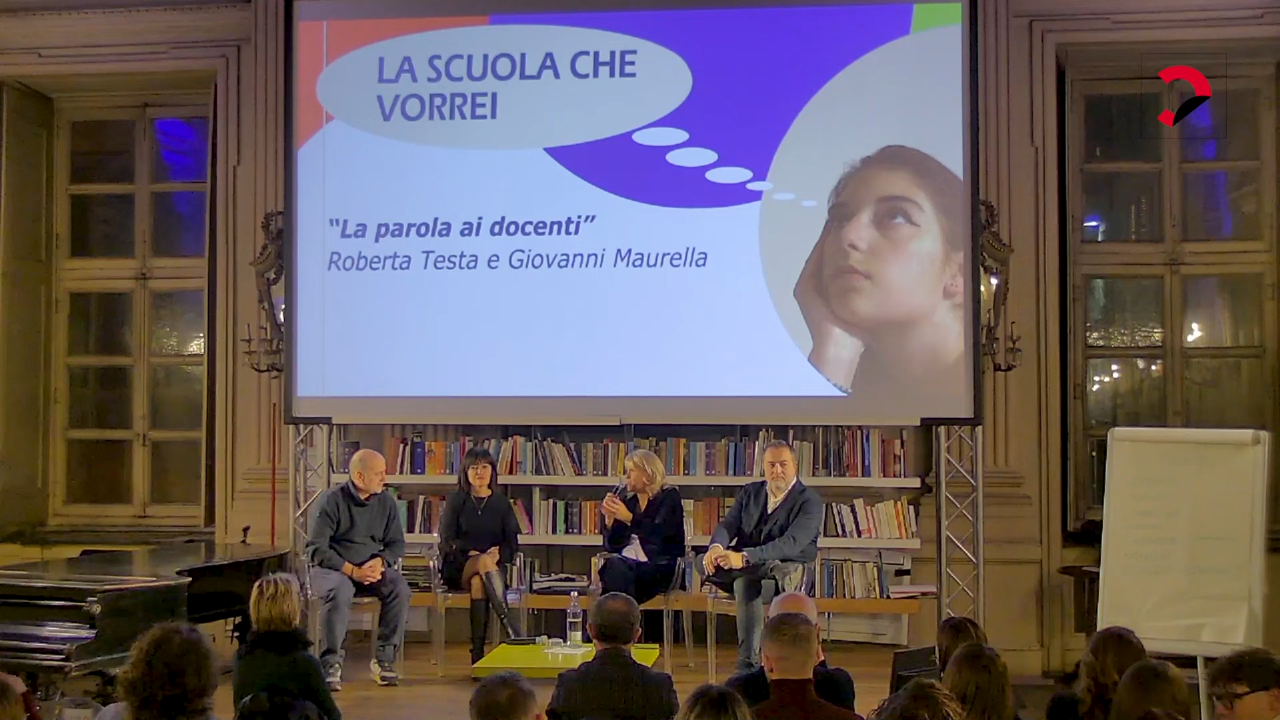 LA SCUOLA CHE
VORREI
“La parola ai docenti”
Roberta Testa e Giovanni Maurella